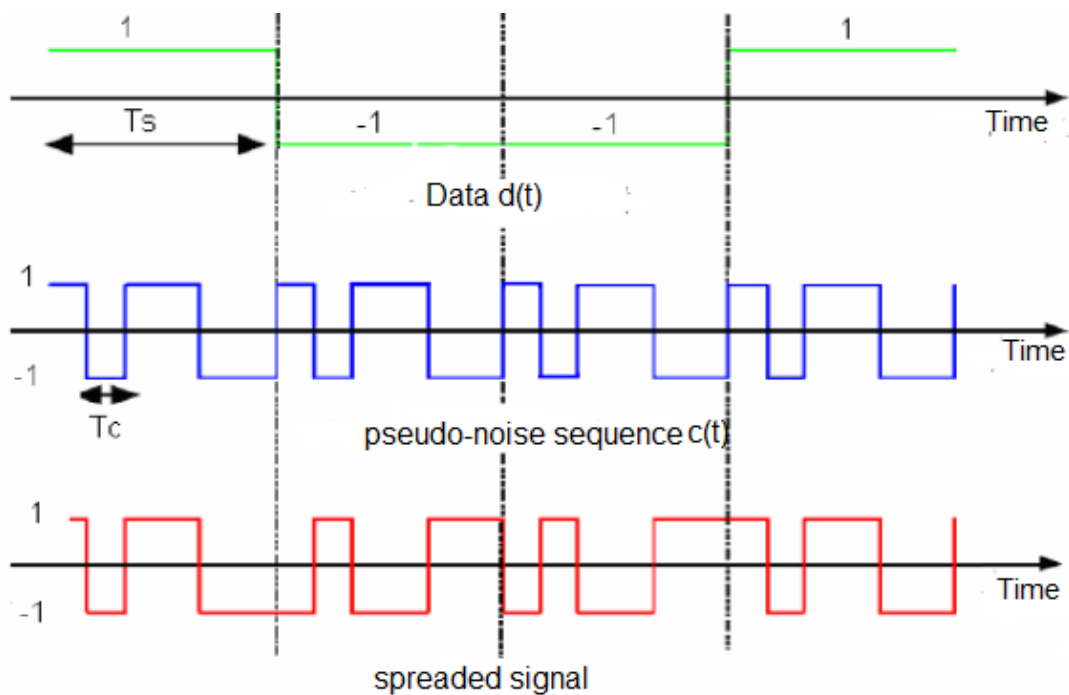 1
1
Ts
-1
-1
Time
Data d(t)
1
Time
-1
Tc
pseudo-noise sequence c(t)
1
Time
-1
spreaded signal